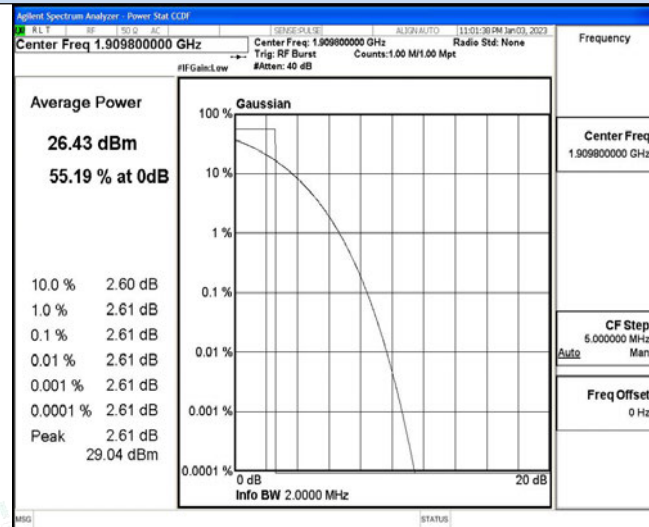 Agilent Spectrum Analyzer - Power Stat CCDF
R L T RF 50 Ω AC SENSE:PULSE ALIGN AUTO 11:01:38 PM Jan 03, 2023
Center Freq 1.909800000 GHz
Center Freq: 1.909800000 GHz Radio Std: None
Trig: RF Burst Counts:1.00 M/1.00 Mpt
#IFGain:Low #Atten: 40 dB
Frequency
Average Power
26.43 dBm
55.19 % at 0dB
10.0 % 2.60 dB
1.0 % 2.61 dB
0.1 % 2.61 dB
0.01 % 2.61 dB
0.001 % 2.61 dB
0.0001 % 2.61 dB
Peak 2.61 dB
29.04 dBm
Gaussian
100 %
10 %
1 %
0.1 %
0.01 %
0.001 %
0.0001 %
0 dB 20 dB
Info BW 2.0000 MHz
Center Freq
1.909800000 GHz
CF Step
5.000000 MHz
Auto Man
Freq Offset
0 Hz
MSG STATUS